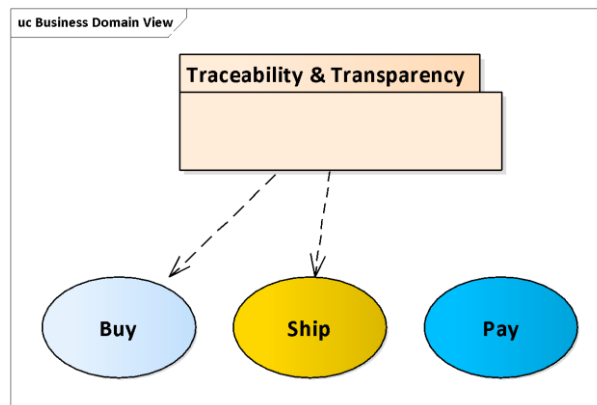 uc Business Domain View
Traceability & Transparency
Buy
Ship
Pay